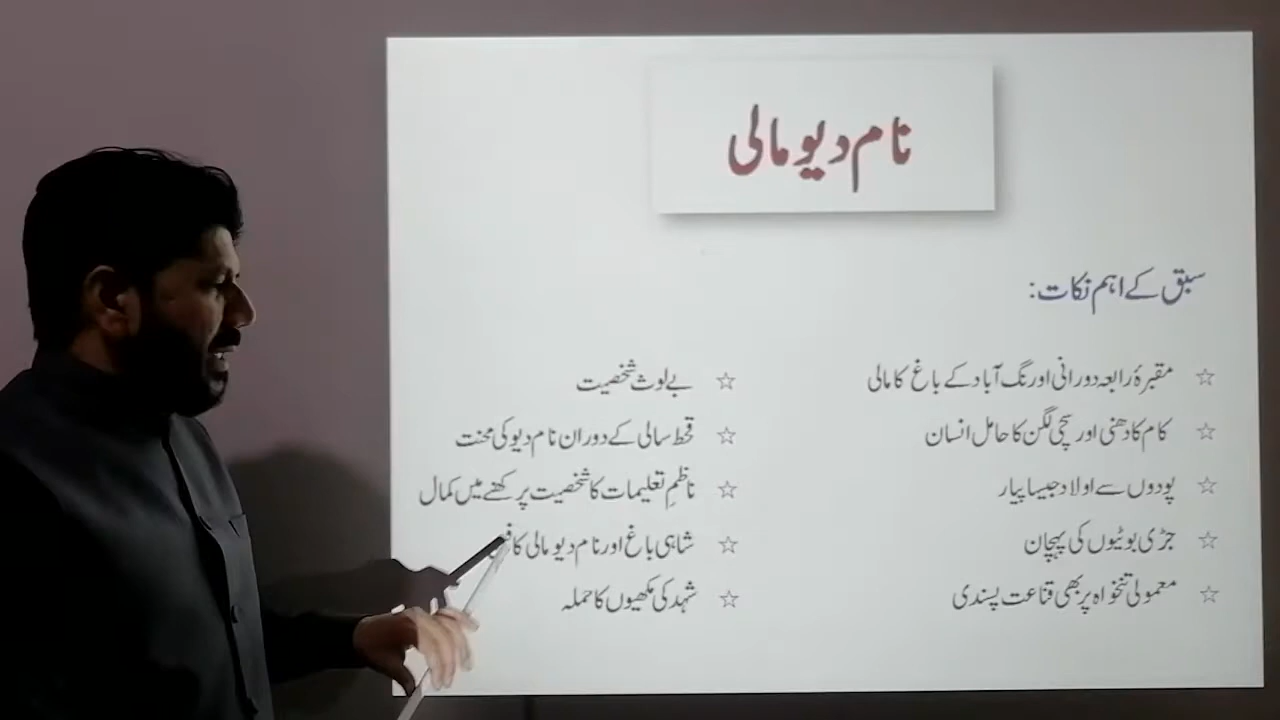 نام دیو مالی
سبق کے اہم نکات:
☆ مقبرۂ رابعہ دورانی اورنگ آباد کے باغ کا مالی
☆ کام کا دھنی اور سچی لگن کا حامل انسان
☆ پودوں سے اولاد جیسا پیار
☆ جڑی بوٹیوں کی پہچان
☆ معمولی تنخواہ پر بھی قناعت پسندی
☆ بے لوث شخصیت
☆ قحط سالی کے دوران نام دیو کی محنت
☆ ناظمِ تعلیمات کا شخصیت پرکھنے میں کمال
☆ شاہی باغ اور نام دیو مالی کا
☆ شہد کی مکھیوں کا حملہ